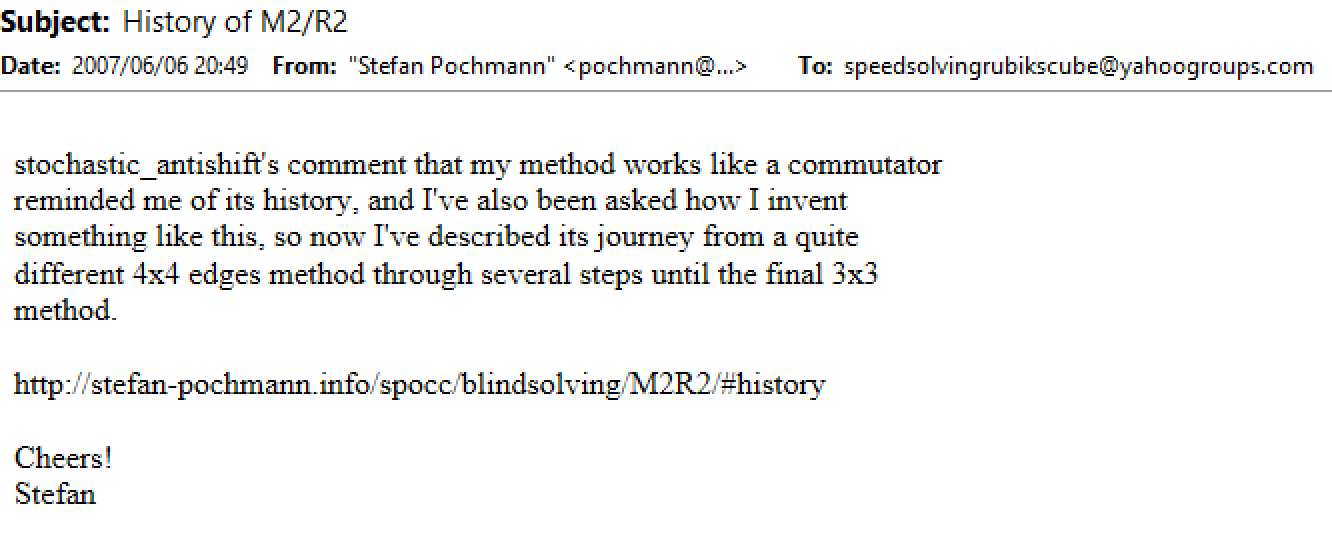 Subject: History of M2/R2
Date: 2007/06/06 20:49 From: "Stefan Pochmann" <pochmann@...> To: speedsolvingrubikscube@yahoogroups.com
stochastic_antishift's comment that my method works like a commutator
reminded me of its history, and I've also been asked how I invent
something like this, so now I've described its journey from a quite
different 4x4 edges method through several steps until the final 3x3
method.
http://stefan-pochmann.info/spocc/blindsolving/M2R2/#history
Cheers!
Stefan